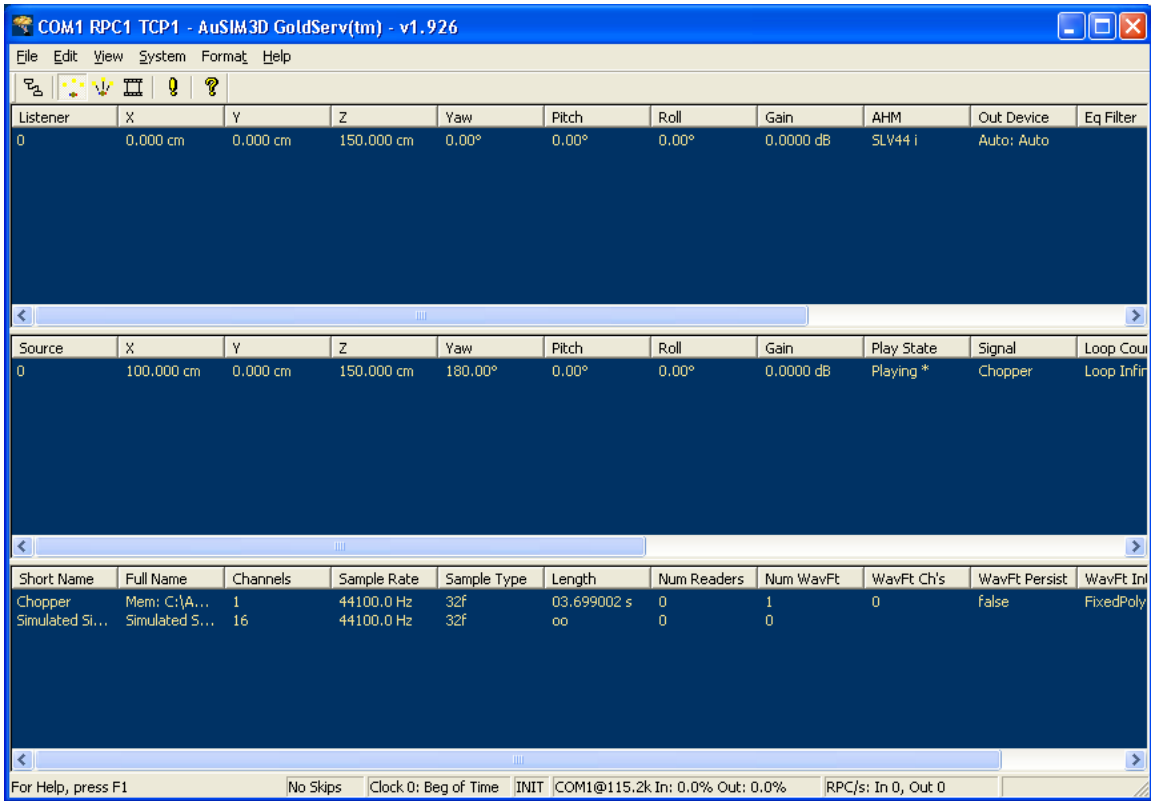 COM1 RPC1 TCP1 - AuSIM3D GoldServ(tm) - v1.926
File Edit View System Format Help
Listener X Y Z Yaw Pitch Roll Gain AHM Out Device Eq Filter
0 0.000 cm 0.000 cm 150.000 cm 0.00° 0.00° 0.00° 0.0000 dB SLV44 i Auto: Auto
Source X Y Z Yaw Pitch Roll Gain Play State Signal Loop Cou
0 100.000 cm 0.000 cm 150.000 cm 180.00° 0.00° 0.00° 0.0000 dB Playing * Chopper Loop Infin
Short Name Full Name Channels Sample Rate Sample Type Length Num Readers Num WavFt WavFt Ch's WavFt Persist WavFt Int
Chopper Mem: C:\A... 1 44100.0 Hz 32f 03.699002 s 0 1 0 false FixedPoly
Simulated Si... Simulated S... 16 44100.0 Hz 32f oo 0 0
For Help, press F1 No Skips Clock 0: Beg of Time INIT COM1@115.2k In: 0.0% Out: 0.0% RPC/s: In 0, Out 0